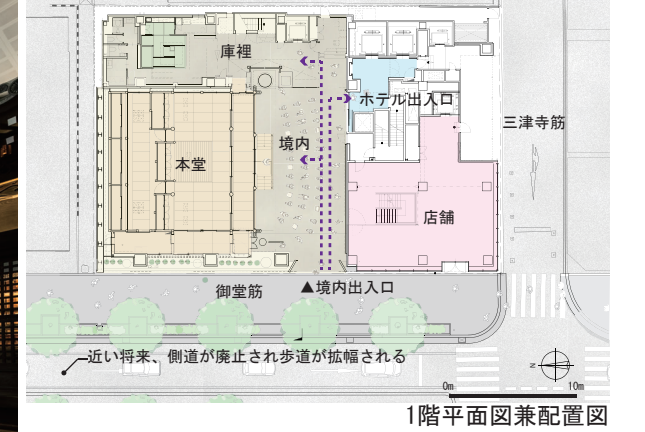 庫裡
ホテル出入口
三津寺筋
境内
本堂
店舗
御堂筋
▲境内出入口
近い将来、側道が廃止され歩道が拡幅される
N
0m 10m
1階平面図兼配置図